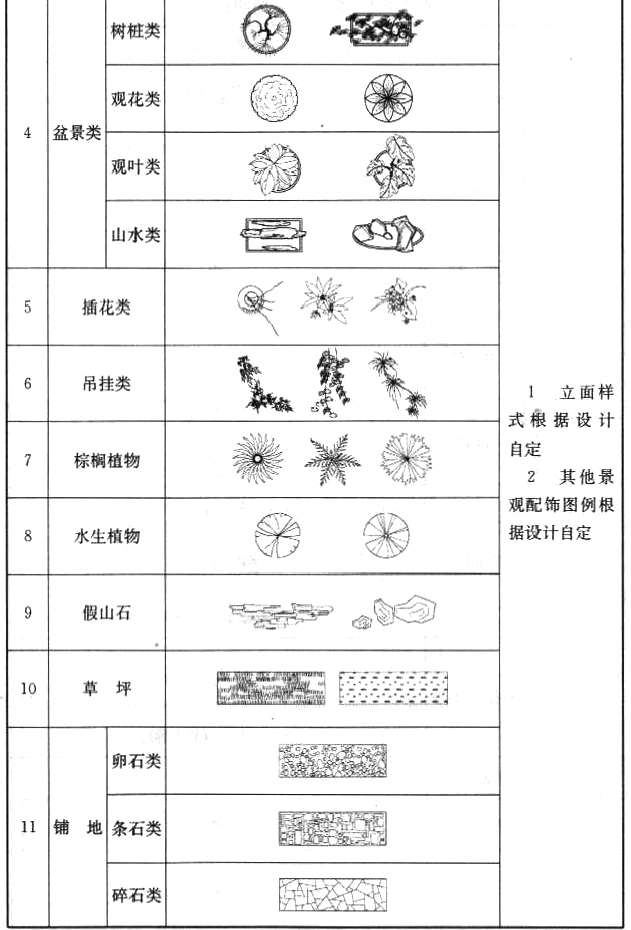 树桩类
观花类
4 盆景类
观叶类
山水类
5 插花类
6 吊挂类
7 棕榈植物
8 水生植物
9 假山石
10 草 坪
卵石类
11 铺 地 条石类
碎石类
1 立面样
式根据设计
自定
2 其他景
观配饰图例根
据设计自定